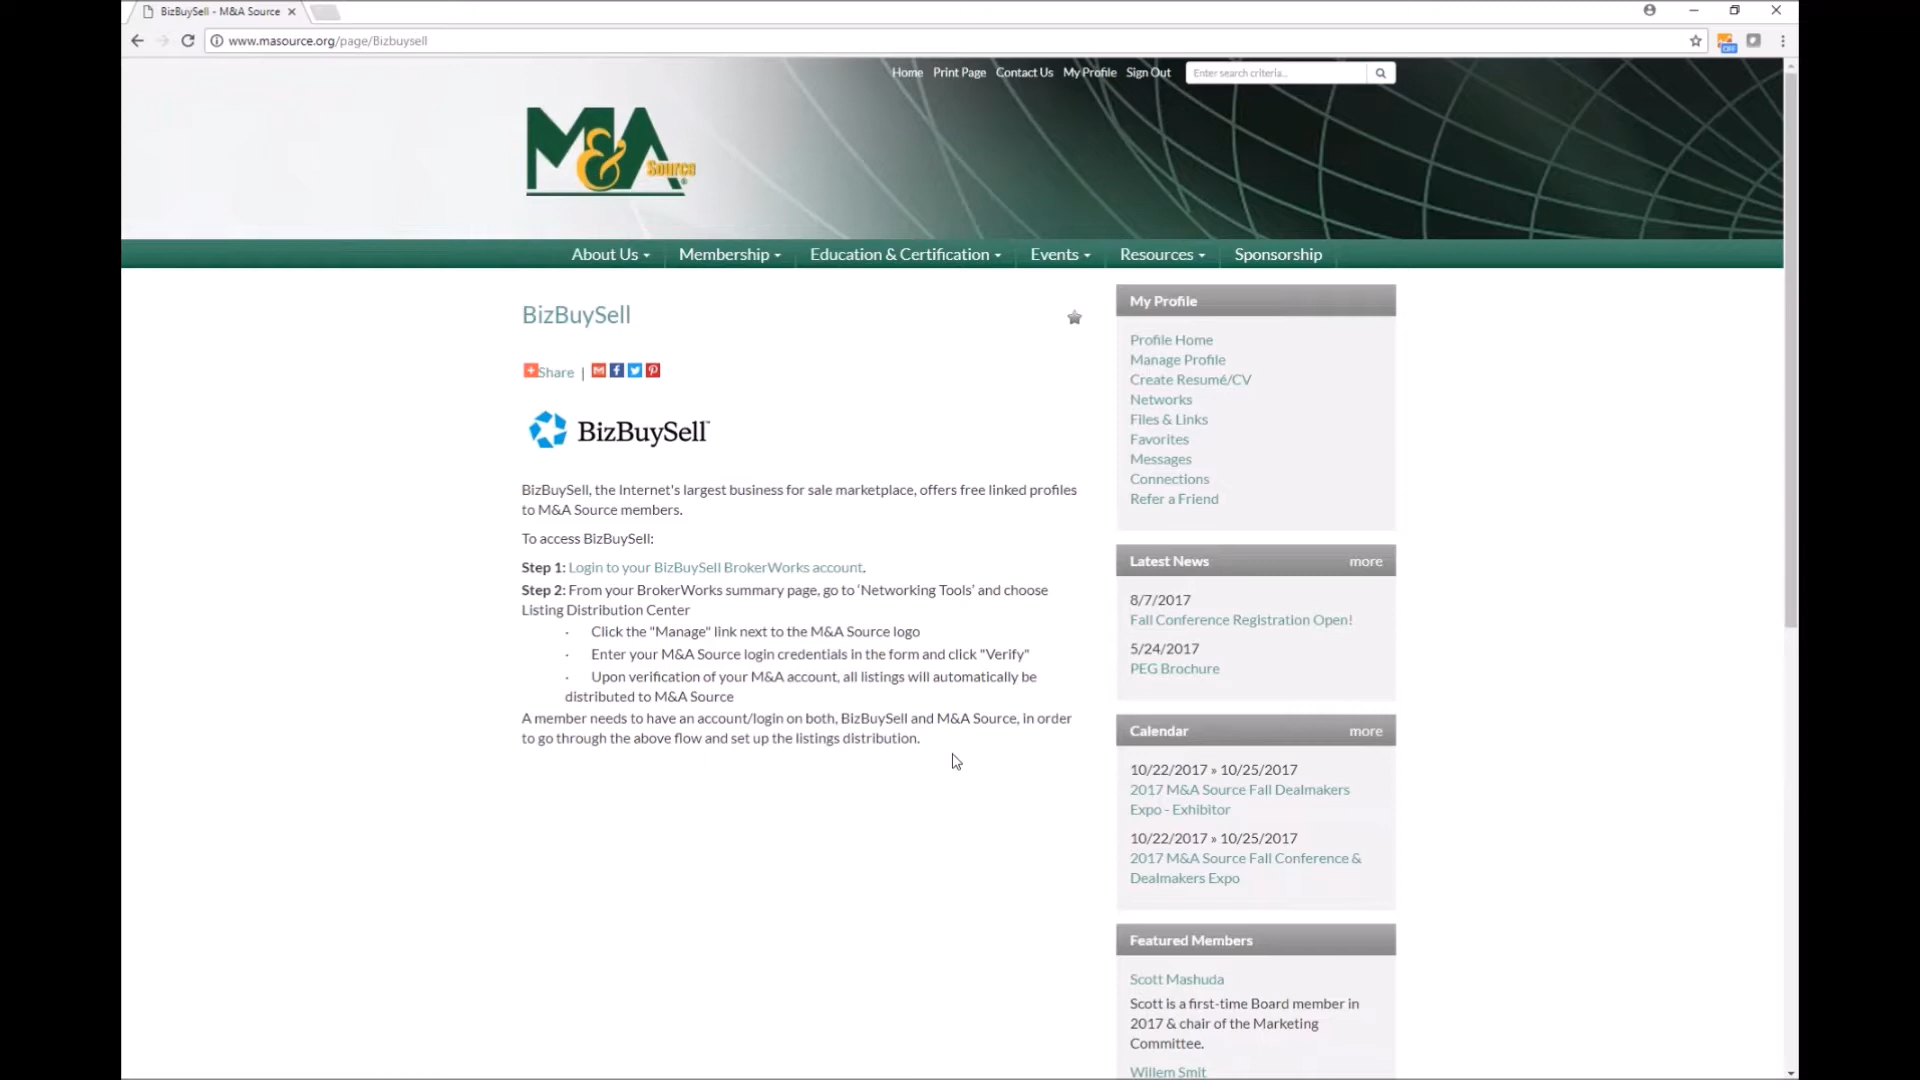 BizBuySell - M&A Source
www.masource.org/page/Bizbuysell
OFF
Home Print Page Contact Us My Profile Sign Out Enter search criteria...
M&A Source
About Us Membership Education & Certification Events Resources Sponsorship
BizBuySell
Share |
BizBuySell
BizBuySell, the Internet's largest business for sale marketplace, offers free linked profiles
to M&A Source members.
To access BizBuySell:
Step 1: Login to your BizBuySell BrokerWorks account.
Step 2: From your BrokerWorks summary page, go to ‘Networking Tools’ and choose
Listing Distribution Center
· Click the "Manage" link next to the M&A Source logo
· Enter your M&A Source login credentials in the form and click "Verify"
· Upon verification of your M&A account, all listings will automatically be
distributed to M&A Source
A member needs to have an account/login on both, BizBuySell and M&A Source, in order
to go through the above flow and set up the listings distribution.
My Profile
Profile Home
Manage Profile
Create Resumé/CV
Networks
Files & Links
Favorites
Messages
Connections
Refer a Friend
Latest News more
8/7/2017
Fall Conference Registration Open!
5/24/2017
PEG Brochure
Calendar more
10/22/2017 » 10/25/2017
2017 M&A Source Fall Dealmakers
Expo - Exhibitor
10/22/2017 » 10/25/2017
2017 M&A Source Fall Conference &
Dealmakers Expo
Featured Members
Scott Mashuda
Scott is a first-time Board member in
2017 & chair of the Marketing
Committee.
Willem Smit